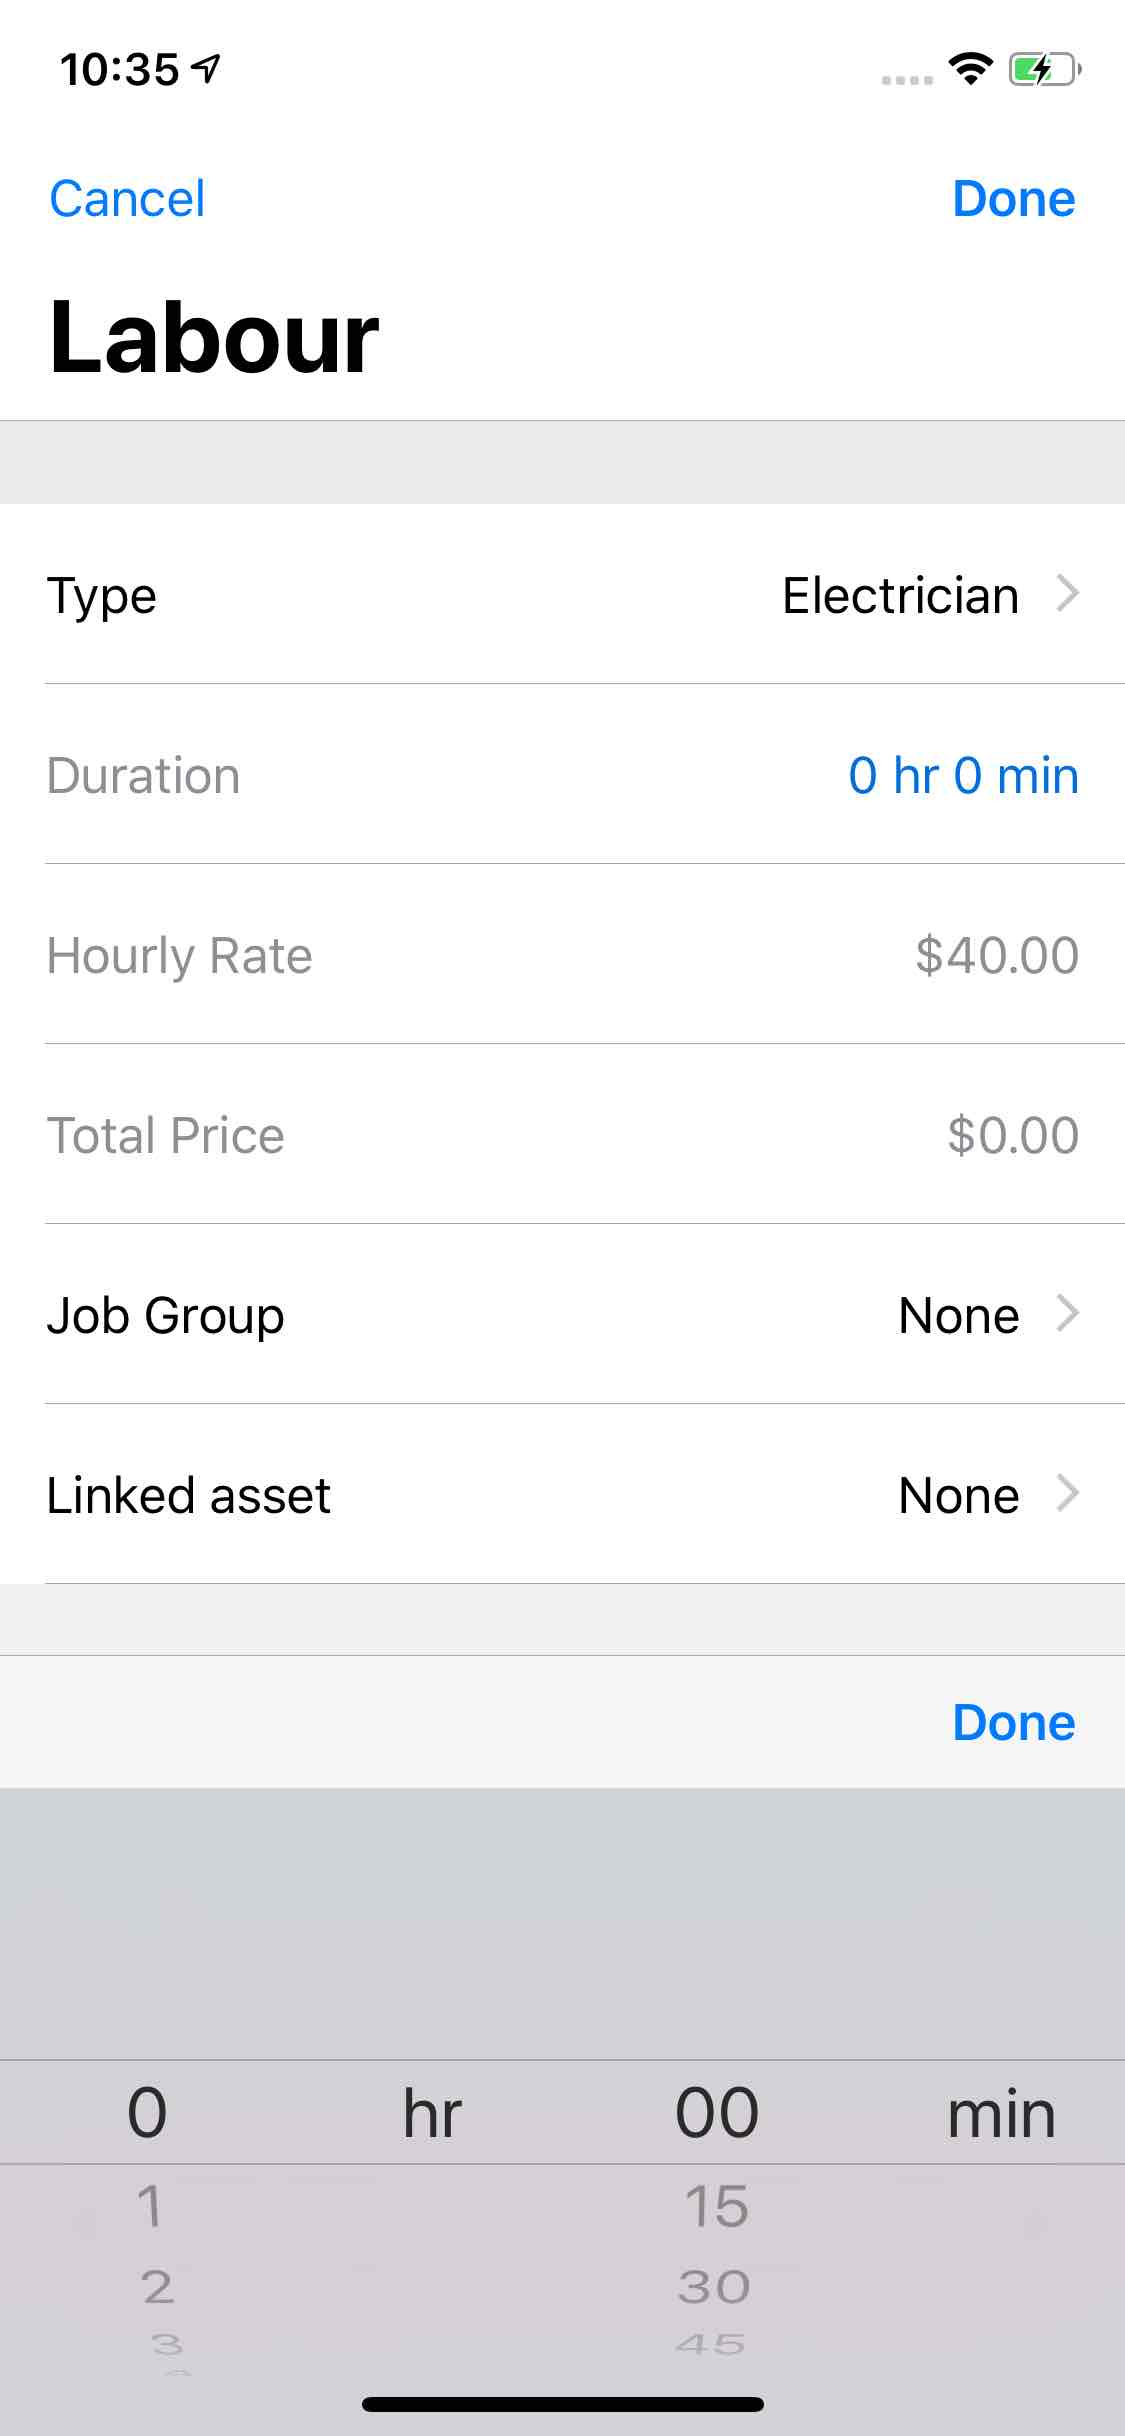 10:35
Cancel Done
Labour
Type Electrician
Duration 0 hr 0 min
Hourly Rate $40.00
Total Price $0.00
Job Group None
Linked asset None
Done
0 hr 00 min
1 15
2 30
3 45